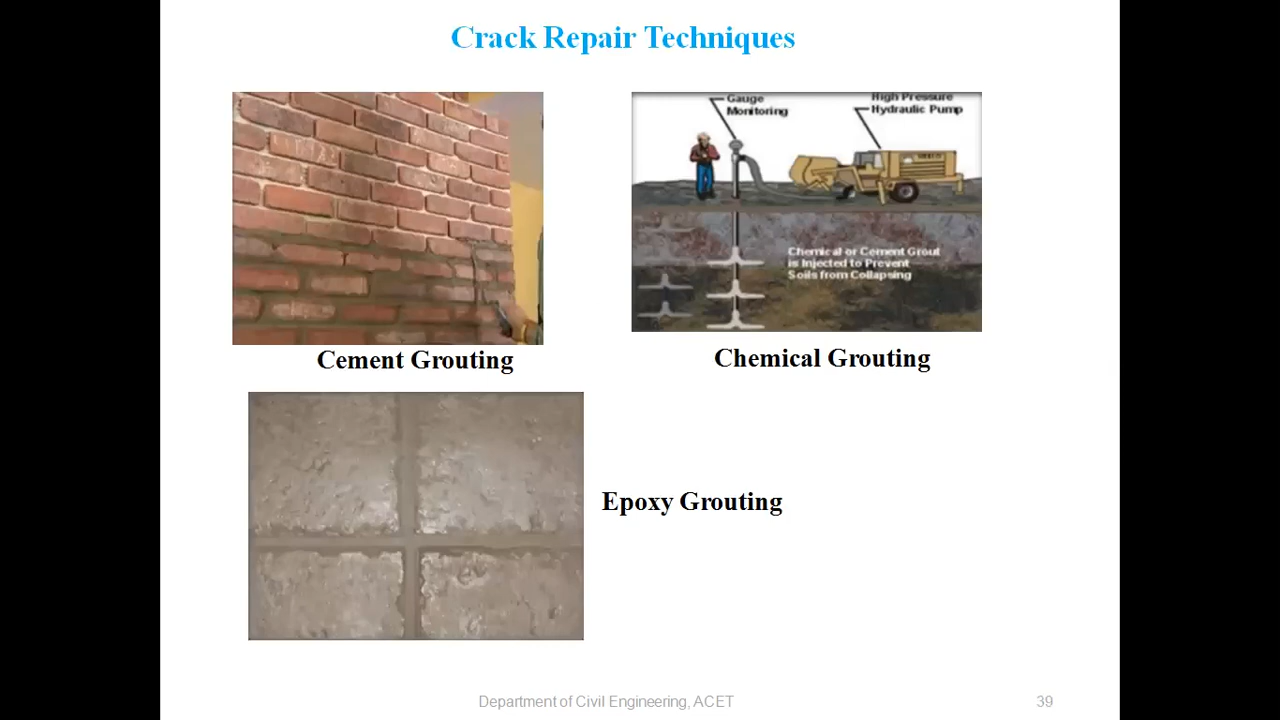 Crack Repair Techniques
Gauge
Monitoring
High Pressure
Hydraulic Pump
Chemical or Cement Grout
is Injected to Prevent
Soils from Collapsing
Cement Grouting
Chemical Grouting
Epoxy Grouting
Department of Civil Engineering, ACET
39